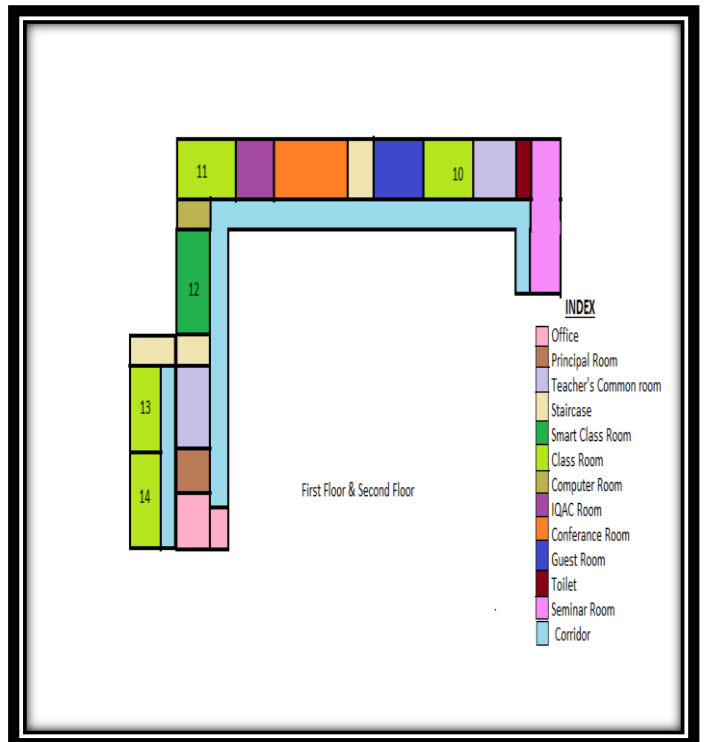 11
10
12
INDEX
Office
Principal Room
Teacher's Common room
Staircase
Smart Class Room
Class Room
Computer Room
IQAC Room
Conferance Room
Guest Room
Toilet
Seminar Room
Corridor
13
14
First Floor & Second Floor